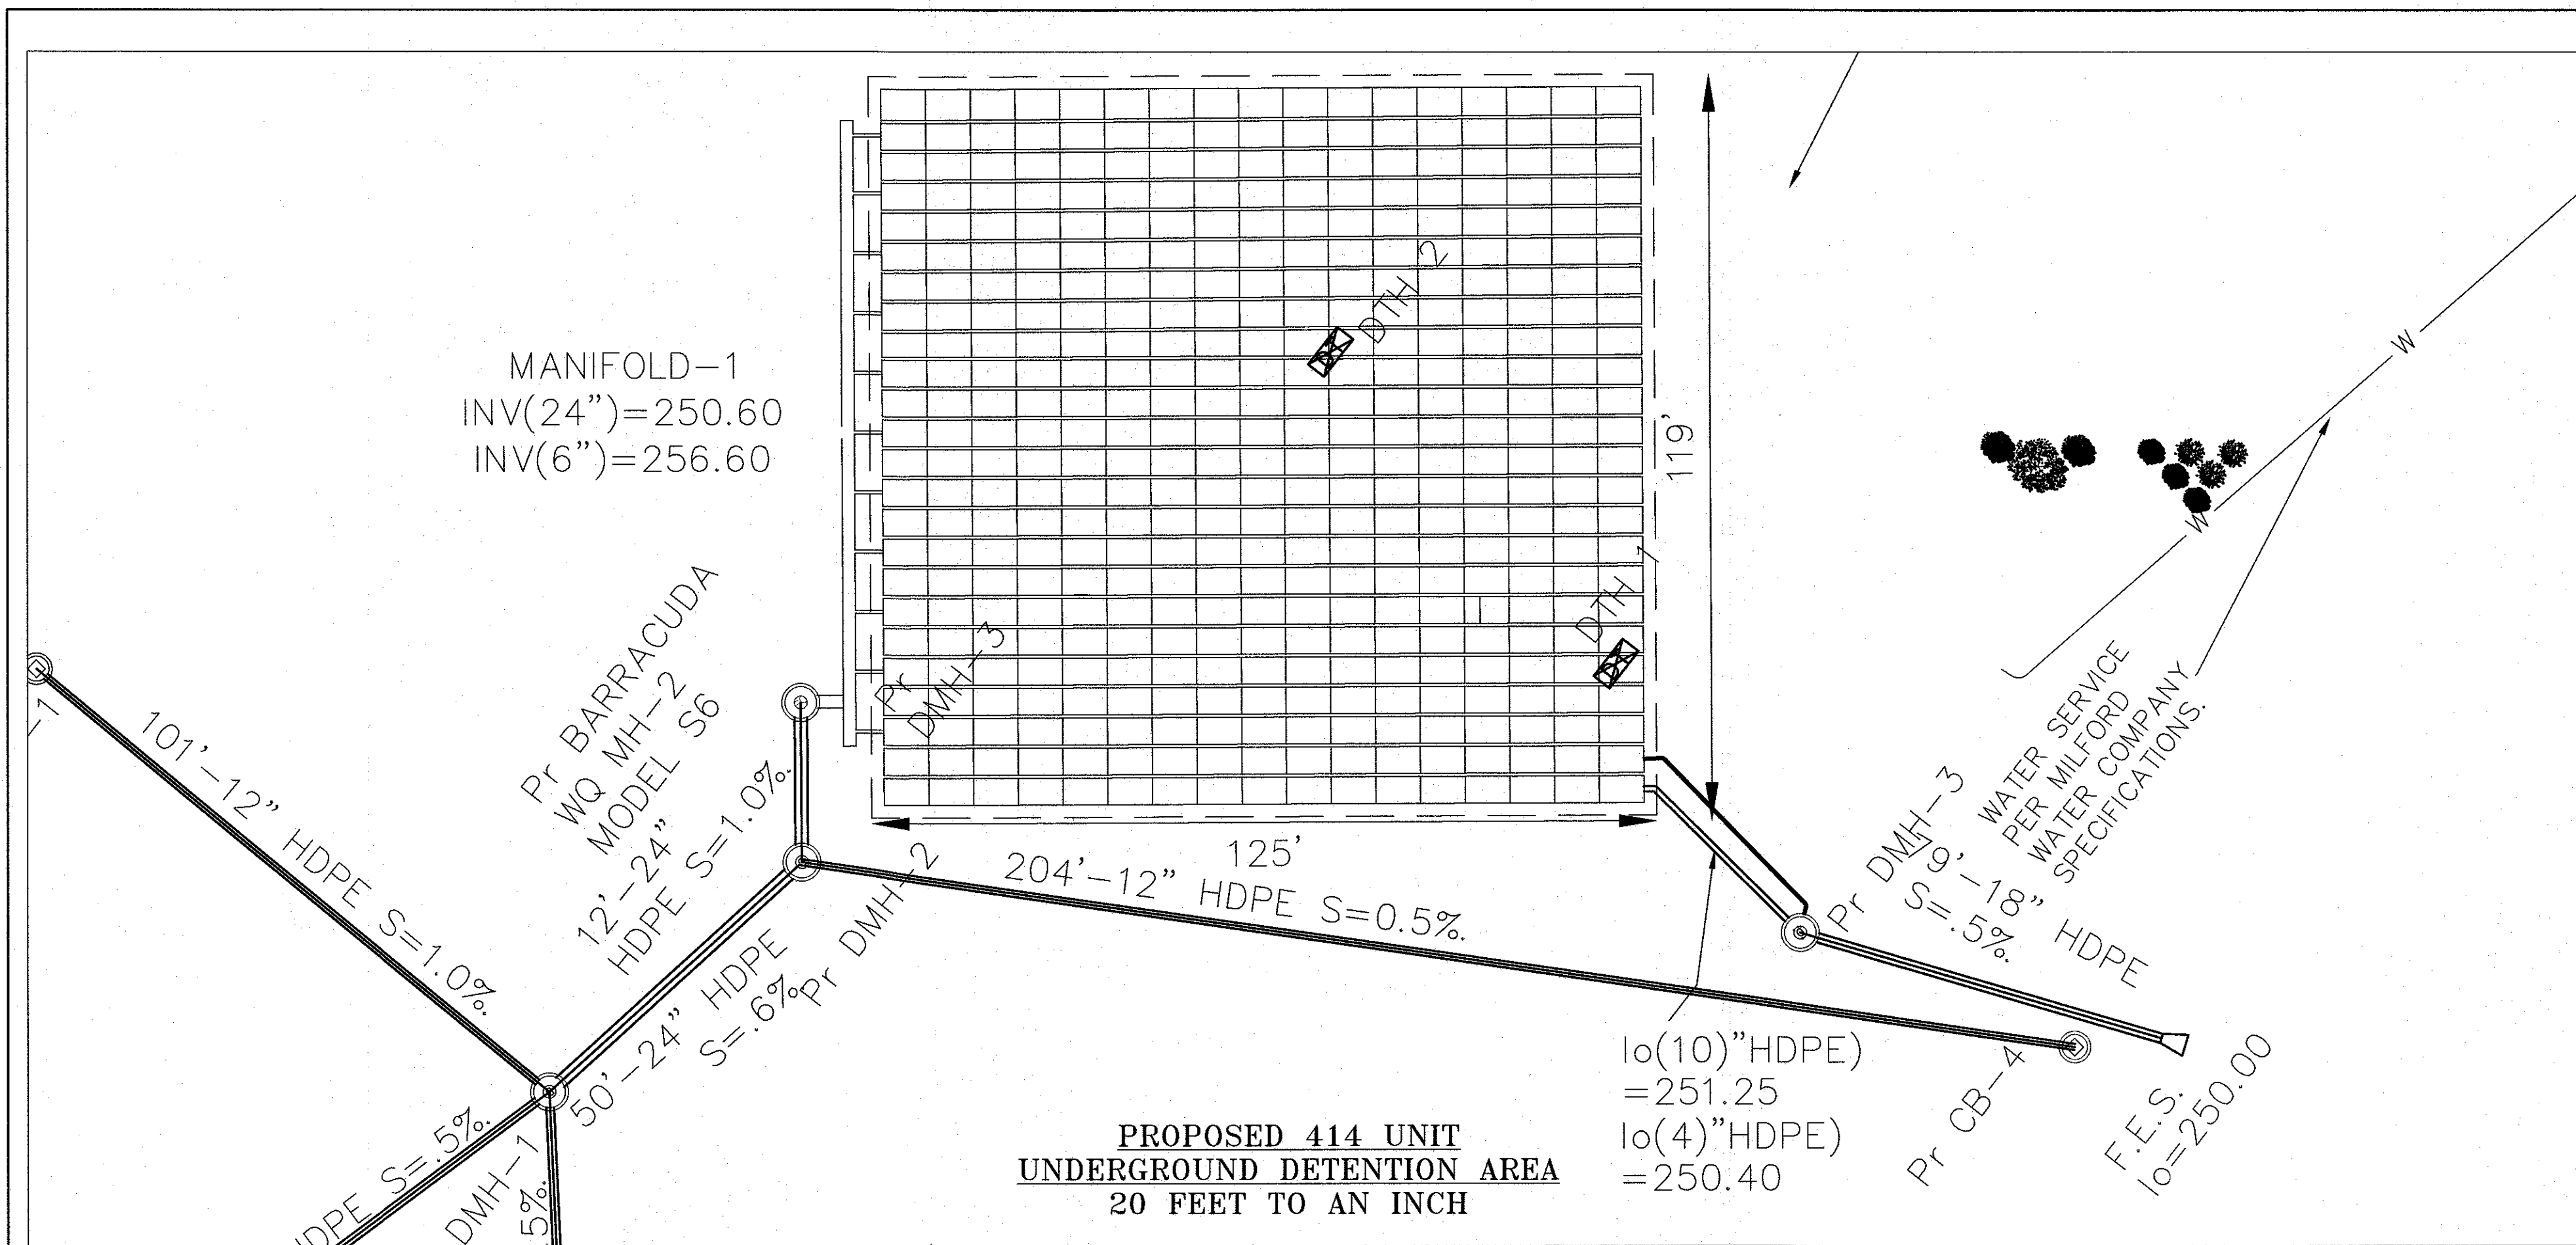 MANIFOLD-1
INV(24")=250.60
INV(6")=256.60
DTH 2
DTH 1
119'
125'
Pr
DMH-3
Pr BARRACUDA
WQ MH-2
MODEL S6
12'-24"
HDPE S=1.0%.
101'-12" HDPE S=1.0%.
-1
50'-24" HDPE
S=.6%.
Pr DMH-2
204'-12" HDPE S=0.5%.
W
W
WATER SERVICE
PER MILFORD
WATER COMPANY
SPECIFICATIONS.
Pr DMH-3
79'-18" HDPE
S=.5%.
Io(10)"HDPE)
=251.25
Io(4)"HDPE)
=250.40
Pr CB-4
F.E.S.
Io=250.00
HDPE S=.5%.
DMH-1
5%.
PROPOSED 414 UNIT
UNDERGROUND DETENTION AREA
20 FEET TO AN INCH